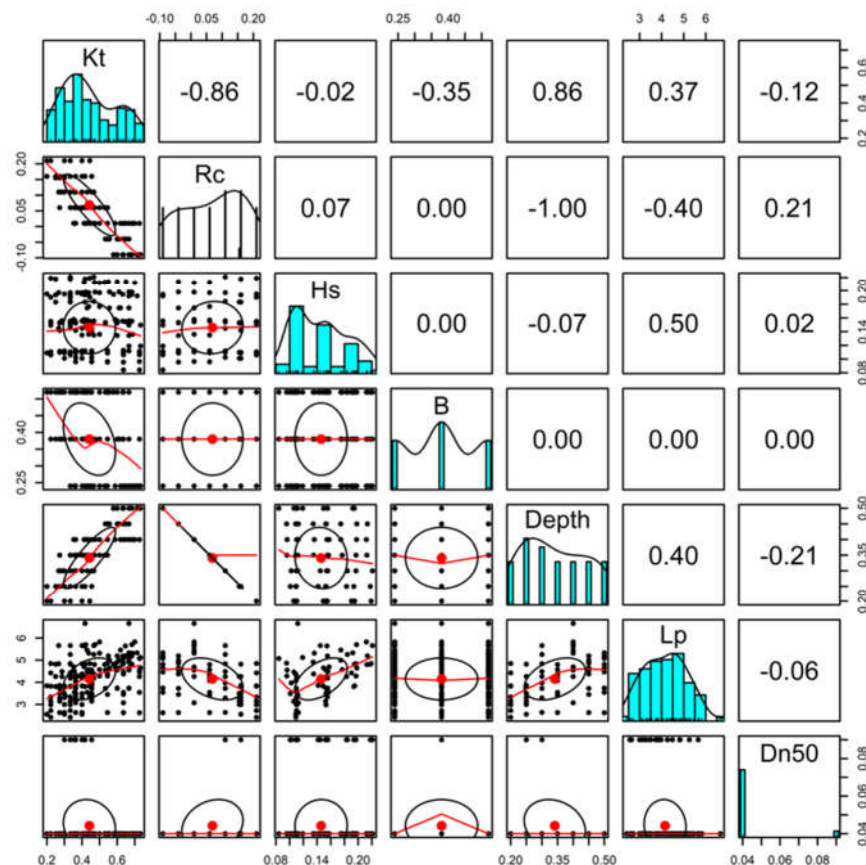 -0.10 0.07 0.20 0.25 0.40 3 4 5 6
Kt -0.86 -0.02 -0.35 0.86 0.37 -0.12 0.2 0.4 0.6
-0.10 0.05 0.20 Rc 0.07 0.00 -1.00 -0.40 0.21
Hs 0.00 -0.07 0.50 0.02 0.08 0.14 0.20
0.25 0.40 B 0.00 0.00 0.00
Depth 0.40 -0.21 0.20 0.35 0.50
3 4 5 6 Lp -0.06
Dn50 0.04 0.06 0.08
0.2 0.4 0.6 0.08 0.14 0.20 0.20 0.35 0.50 0.04 0.08